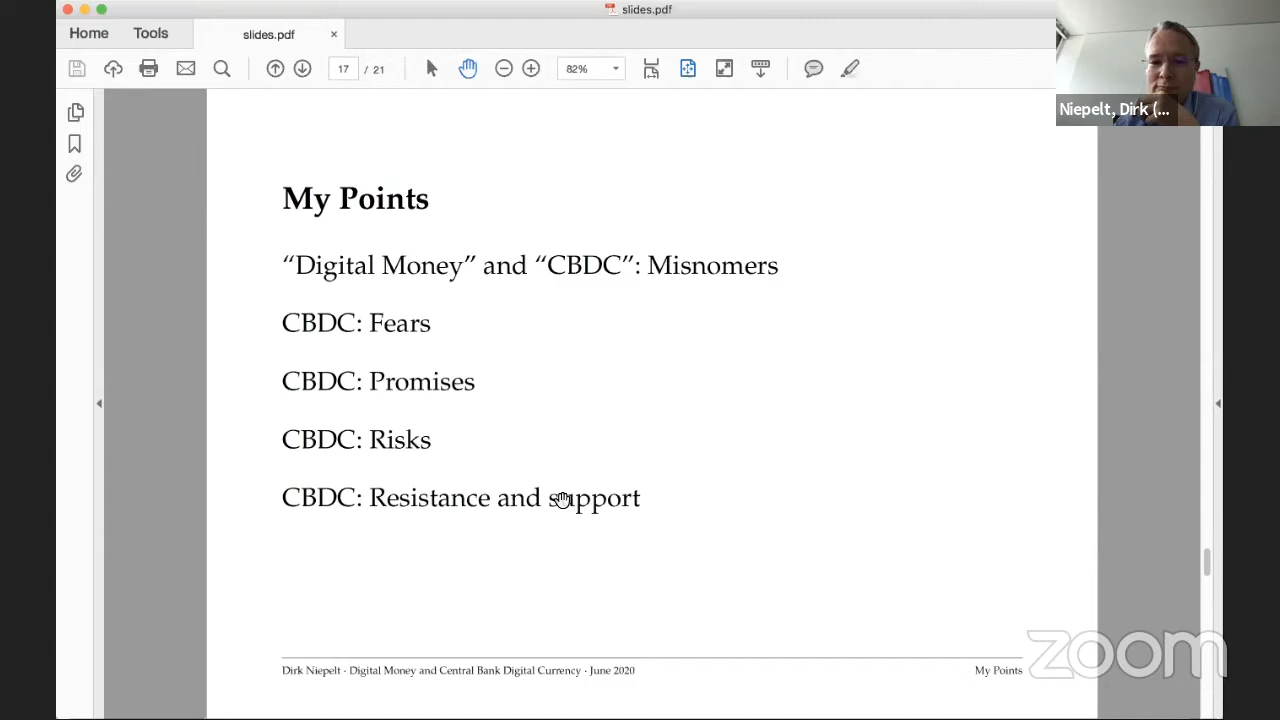 slides.pdf
Home
Tools
slides.pdf
×
17 / 21
82%
Niepelt, Dirk (...
My Points
“Digital Money” and “CBDC”: Misnomers
CBDC: Fears
CBDC: Promises
CBDC: Risks
CBDC: Resistance and support
Dirk Niepelt · Digital Money and Central Bank Digital Currency · June 2020
My Points
zoom